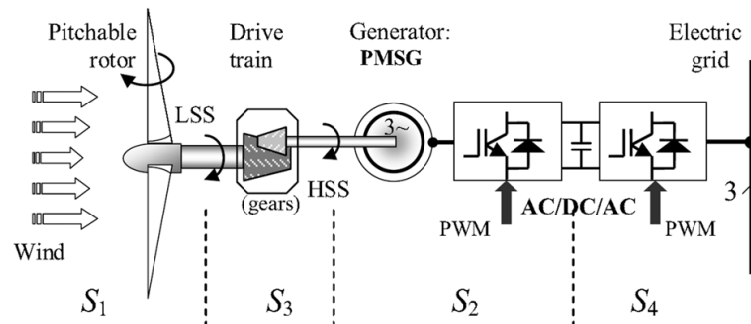 Pitchable
rotor
Drive
train
Generator:
PMSG
Electric
grid
LSS
3~
HSS
(gears)
Wind
PWM
AC/DC/AC
PWM
3
S1
S3
S2
S4